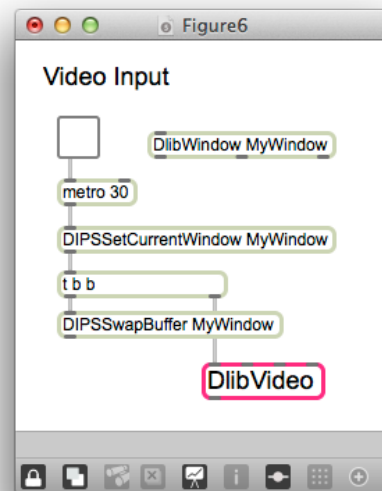 Figure6
Video Input
DlibWindow MyWindow
metro 30
DIPSSetCurrentWindow MyWindow
t b b
DIPSSwapBuffer MyWindow
DlibVideo